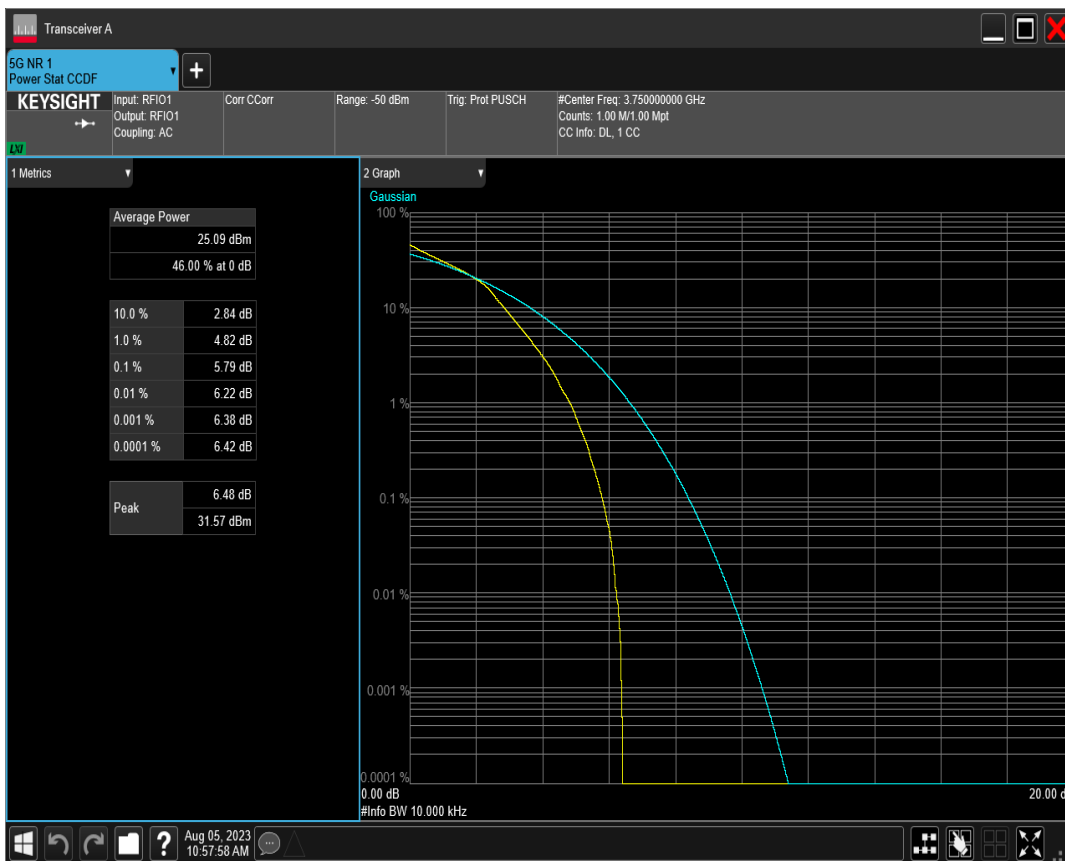 Transceiver A
5G NR 1
Power Stat CCDF
+
KEYSIGHT
LXI
Input: RFIO1
Output: RFIO1
Coupling: AC
Corr CCorr
Range: -50 dBm
Trig: Prot PUSCH
#Center Freq: 3.750000000 GHz
Counts: 1.00 M/1.00 Mpt
CC Info: DL, 1 CC
1 Metrics
Average Power
25.09 dBm
46.00 % at 0 dB
10.0 % 2.84 dB
1.0 % 4.82 dB
0.1 % 5.79 dB
0.01 % 6.22 dB
0.001 % 6.38 dB
0.0001 % 6.42 dB
Peak
6.48 dB
31.57 dBm
2 Graph
Gaussian
100 %
10 %
1 %
0.1 %
0.01 %
0.001 %
0.0001 %
0.00 dB 20.00 d
#Info BW 10.000 kHz
?
Aug 05, 2023
10:57:58 AM